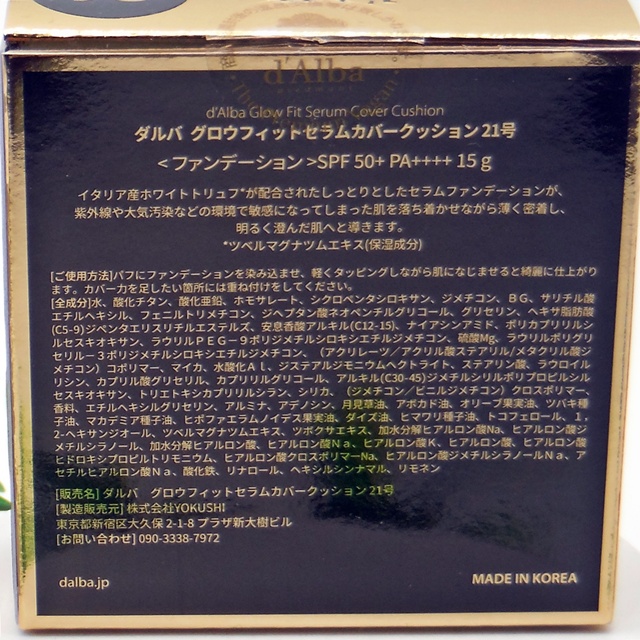 d'Alba
d'Alba Glow Fit Serum Cover Cushion
ダルバ グロウフィットセラムカバークッション 21号
<ファンデーション>SPF 50+ PA++++ 15 g
イタリア産ホワイトトリュフ*が配合されたしっとりとしたセラムファンデーションが、
紫外線や大気汚染などの環境で敏感になってしまった肌を落ち着かせながら薄く密着し、
明るく澄んだ肌へと導きます。
*ツベルマグナツムエキス(保湿成分)
[ご使用方法]パフにファンデーションを染み込ませ、軽くタッピングしながら肌になじませると綺麗に仕上がり
ます。カバー力を足したい箇所には重ね付けをしてください。
[全成分]水、酸化チタン、酸化亜鉛、ホモサレート、シクロペンタシロキサン、ジメチコン、BG、サリチル酸
エチルヘキシル、フェニルトリメチコン、ジヘプタン酸ネオペンチルグリコール、グリセリン、ヘキサ脂肪酸
(C5-9)ジペンタエリスリチルエステルズ、安息香酸アルキル(C12-15)、ナイアシンアミド、ポリカプリリルシ
ルセスキオキサン、ラウリルPEG－9ポリジメチルシロキシエチルジメチコン、硫酸Mg、ラウリルポリグリ
セリル－3ポリジメチルシロキシエチルジメチコン、（アクリレーツ／アクリル酸ステアリル／メタクリル酸ジ
メチコン）コポリマー、マイカ、水酸化Al、ジステアルジモニウムヘクトライト、ステアリン酸、ラウロイル
リシン、カプリル酸グリセリル、カプリリルグリコール、アルキル(C30-45)ジメチルシリルポリプロピルシル
セスキオキサン、トリエトキシカプリリルシラン、シリカ、（ジメチコン/ビニルジメチコン）クロスポリマー、
香料、エチルヘキシルグリセリン、アルミナ、アデノシン、月見草油、アボカド油、オリーブ果実油、ツバキ種
子油、マカデミア種子油、ヒポファエラムノイデス果実油、ダイズ油、ヒマワリ種子油、トコフェロール、1，
2-ヘキサンジオール、ツベルマグナツムエキス、ツボクサエキス、加水分解ヒアルロン酸Na、ヒアルロン酸ジ
メチルシラノール、加水分解ヒアルロン酸、ヒアルロン酸Na、ヒアルロン酸K、ヒアルロン酸、ヒアルロン酸
ヒドロキシプロピルトリモニウム、ヒアルロン酸クロスポリマーNa、ヒアルロン酸ジメチルシラノールNa、ア
セチルヒアルロン酸Na、酸化鉄、リナロール、ヘキシルシンナマル、リモネン
[販売名] ダルバ グロウフィットセラムカバークッション 21号
[製造販売元] 株式会社YOKUSHI
東京都新宿区大久保 2-1-8 プラザ新大樹ビル
[お問い合わせ] 090-3338-7972
dalba.jp
MADE IN KOREA